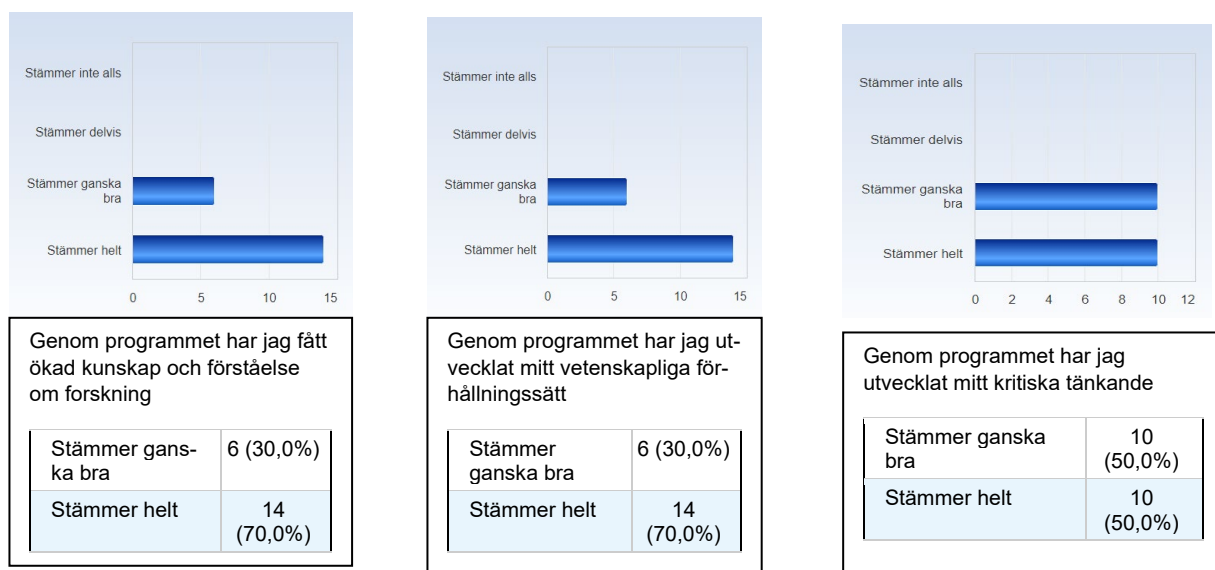 Stämmer inte alls
Stämmer delvis
Stämmer ganska
bra
Stämmer helt
0 5 10 15
Genom programmet har jag fått
ökad kunskap och förståelse
om forskning
Stämmer gans-
ka bra
6 (30,0%)
Stämmer helt
14
(70,0%)
Stämmer inte alls
Stämmer delvis
Stämmer ganska
bra
Stämmer helt
0 5 10 15
Genom programmet har jag ut-
vecklat mitt vetenskapliga för-
hållningssätt
Stämmer
ganska bra
6 (30,0%)
Stämmer helt
14
(70,0%)
Stämmer inte alls
Stämmer delvis
Stämmer ganska
bra
Stämmer helt
0 2 4 6 8 10 12
Genom programmet har jag
utvecklat mitt kritiska tänkande
Stämmer ganska
bra
10
(50,0%)
Stämmer helt
10
(50,0%)